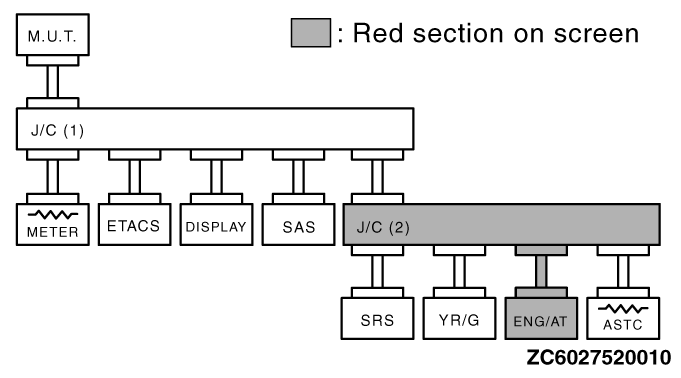 M.U.T.
: Red section on screen
J/C (1)
METER
ETACS
DISPLAY
SAS
J/C (2)
SRS
YR/G
ENG/AT
ASTC
ZC6027520010